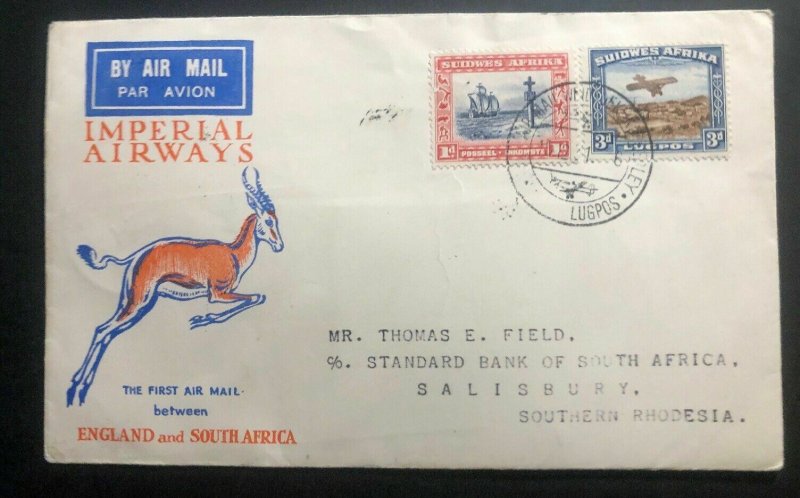 BY AIR MAIL
PAR AVION
IMPERIAL
AIRWAYS
SUIDWES AFRIKA
1d POSSEEL-INKOMSTE 1d
SUIDWES AFRIKA
3d LUGPOS 3d
LUGPOS
MR. THOMAS E. FIELD,
℅. STANDARD BANK OF SOUTH AFRICA,
SALISBURY,
SOUTHERN RHODESIA.
THE FIRST AIR MAIL
between
ENGLAND and SOUTH AFRICA